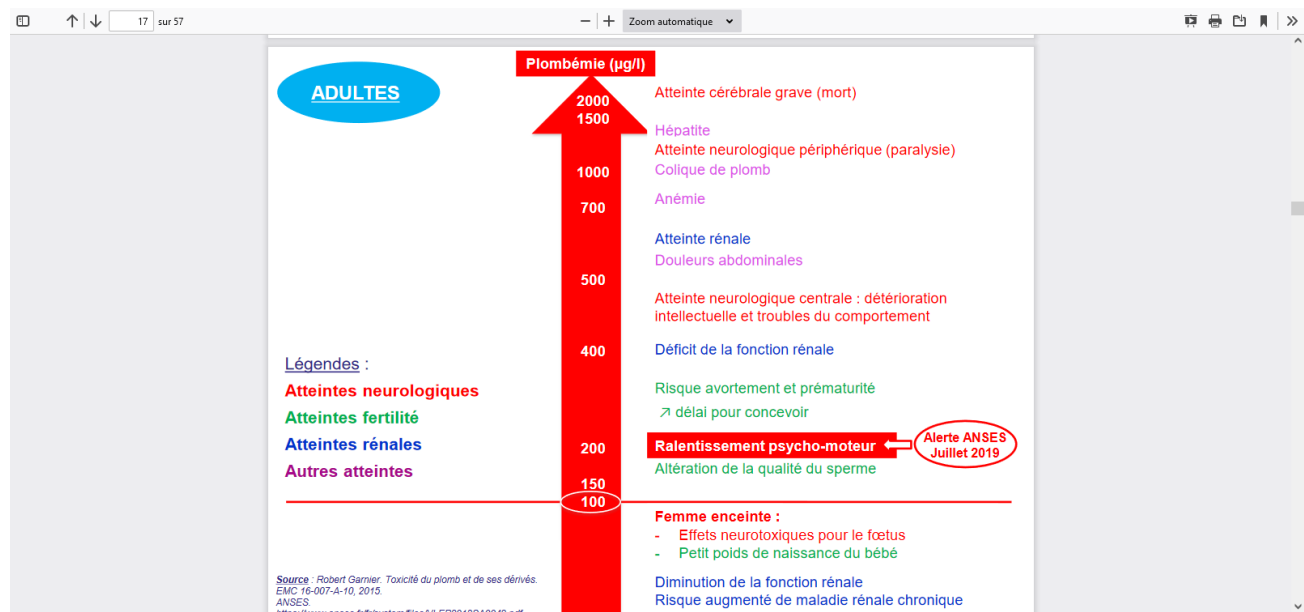 17 sur 57
Zoom automatique
ADULTES
Plombémie (µg/l)
2000
Atteinte cérébrale grave (mort)
1500
Hépatite
Atteinte neurologique périphérique (paralysie)
1000
Colique de plomb
Anémie
700
Atteinte rénale
Douleurs abdominales
500
Atteinte neurologique centrale : détérioration
intellectuelle et troubles du comportement
400
Déficit de la fonction rénale
Légendes :
Atteintes neurologiques
Atteintes fertilité
Atteintes rénales
Autres atteintes
Risque avortement et prématurité
↗ délai pour concevoir
200
Ralentissement psycho-moteur
Alerte ANSES
Juillet 2019
Altération de la qualité du sperme
150
100
Femme enceinte :
- Effets neurotoxiques pour le fœtus
- Petit poids de naissance du bébé
Diminution de la fonction rénale
Risque augmenté de maladie rénale chronique
Source : Robert Garnier. Toxicité du plomb et de ses dérivés.
EMC 16-007-A-10, 2015.
ANSES.